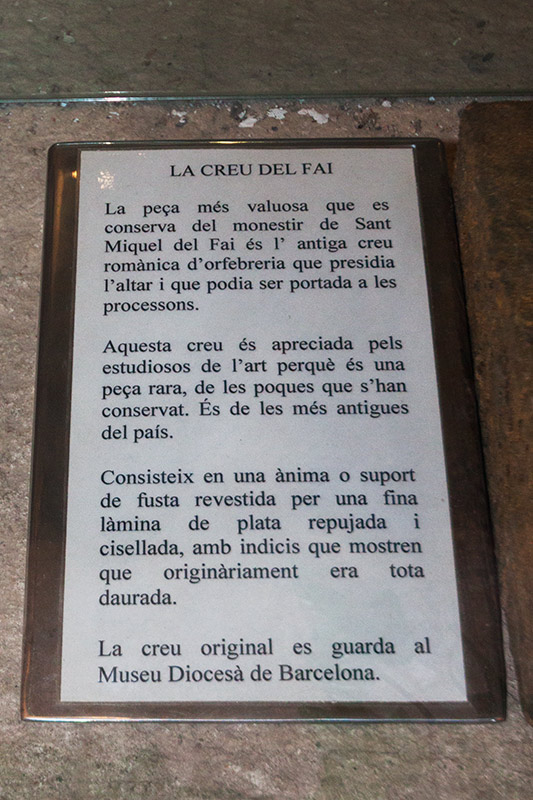 LA CREU DEL FAI
La peça més valuosa que es
conserva del monestir de Sant
Miquel del Fai és l' antiga creu
romànica d'orfebreria que presidia
l'altar i que podia ser portada a les
processons.
Aquesta creu és apreciada pels
estudiosos de l'art perquè és una
peça rara, de les poques que s'han
conservat. És de les més antigues
del país.
Consisteix en una ànima o suport
de fusta revestida per una fina
làmina de plata repujada i
cisellada, amb indicis que mostren
que originàriament era tota
daurada.
La creu original es guarda al
Museu Diocesà de Barcelona.